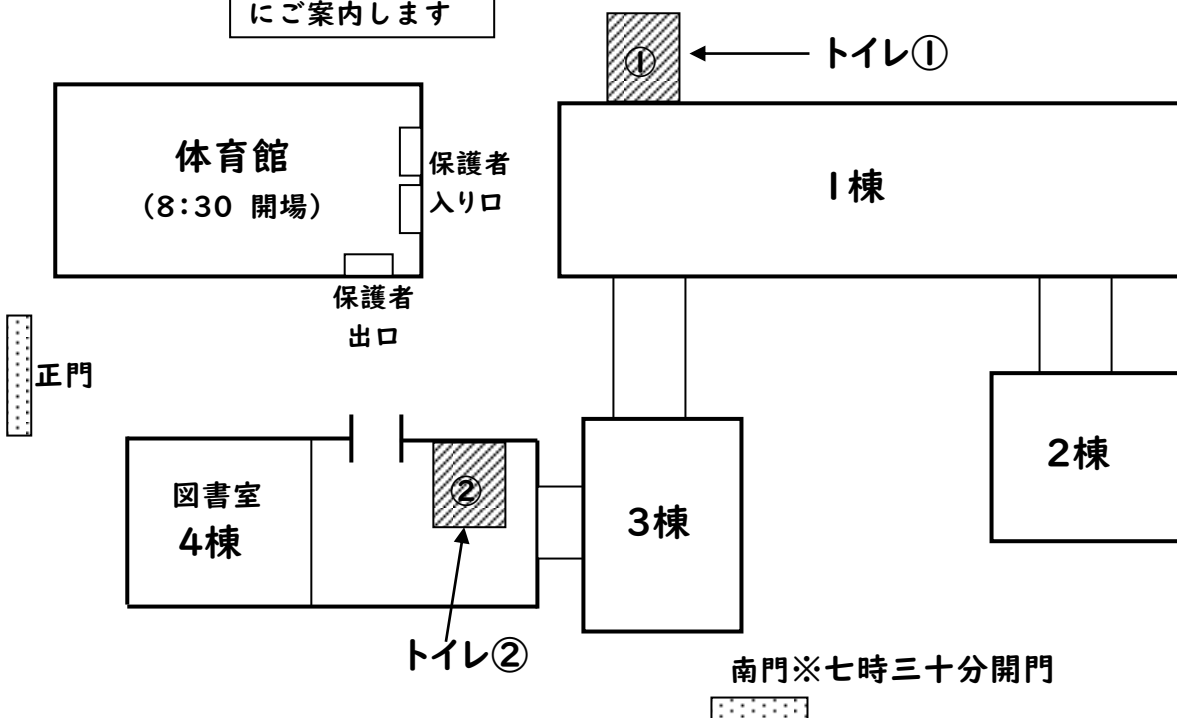 にご案内します
①
トイレ①
体育館
（8：30 開場）
保護者
入り口
1棟
保護者
出口
正門
図書室
4棟
②
3棟
2棟
トイレ②
南門※七時三十分開門